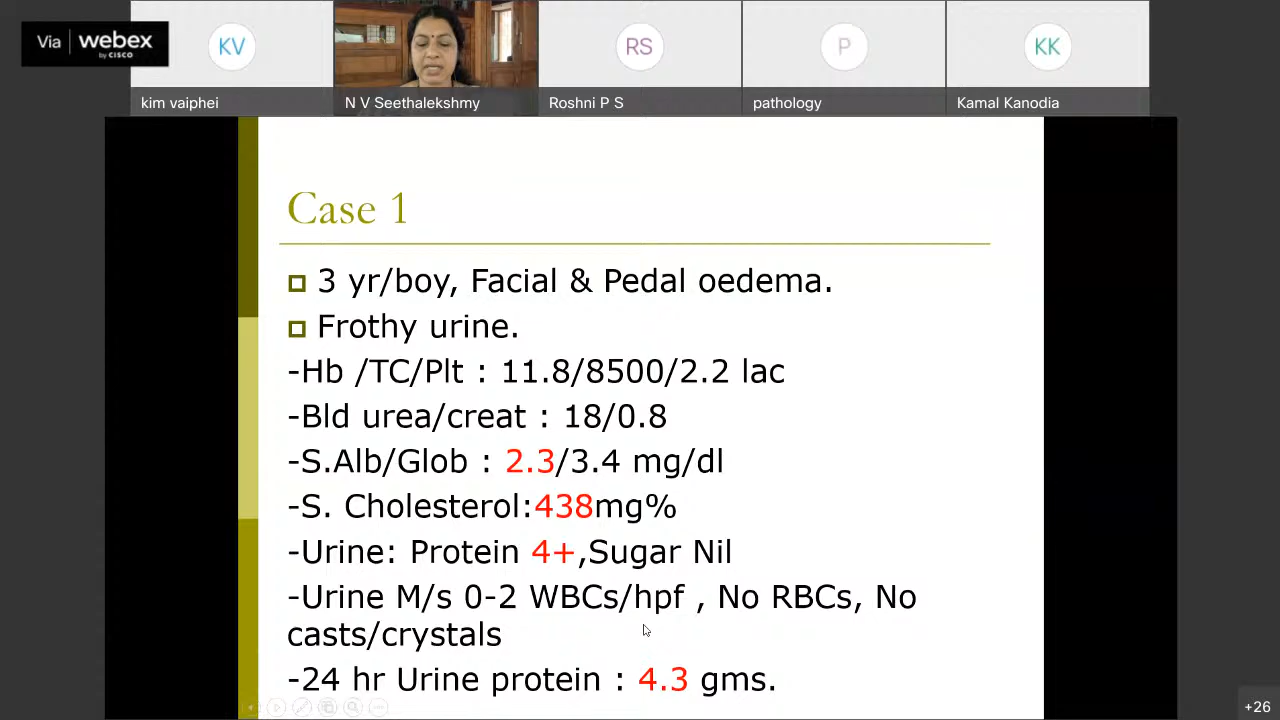 Via webex
by CISCO
KV
RS
P
KK
kim vaiphei
N V Seethalekshmy
Roshni P S
pathology
Kamal Kanodia
Case 1
3 yr/boy, Facial & Pedal oedema.
Frothy urine.
-Hb /TC/Plt : 11.8/8500/2.2 lac
-Bld urea/creat : 18/0.8
-S.Alb/Glob : 2.3/3.4 mg/dl
-S. Cholesterol:438mg%
-Urine: Protein 4+,Sugar Nil
-Urine M/s 0-2 WBCs/hpf , No RBCs, No
casts/crystals
-24 hr Urine protein : 4.3 gms.
+26